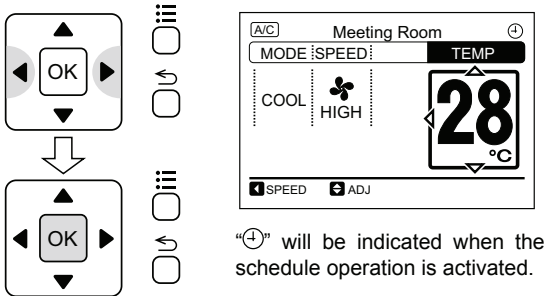 OK
OK
A/C Meeting Room
MODE SPEED TEMP
COOL HIGH 28 °C
SPEED ADJ
“ ” will be indicated when the
schedule operation is activated.